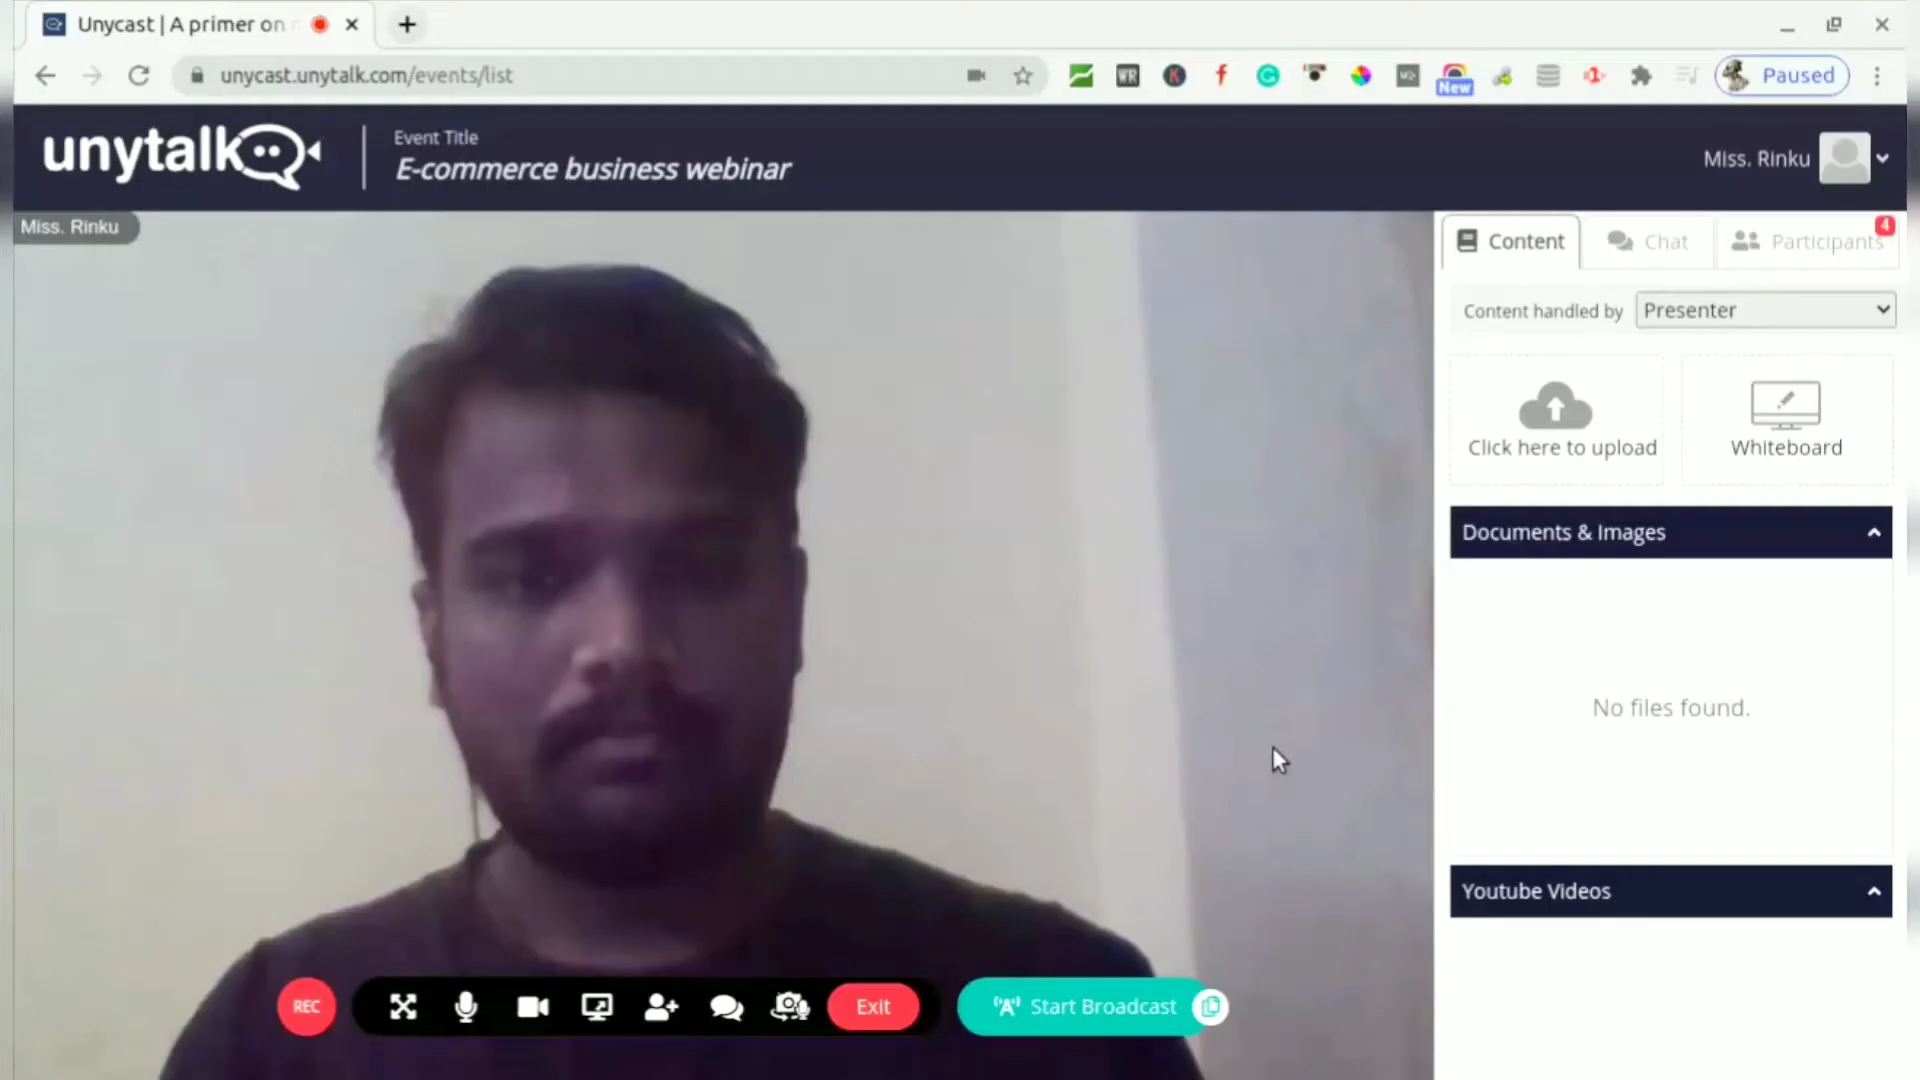 Unycast | A primer on
unycast.unytalk.com/events/list
New
Paused
unytalk
Event Title
E-commerce business webinar
Miss. Rinku
Miss. Rinku
Content
Chat
Participants
4
Content handled by
Presenter
Click here to upload
Whiteboard
Documents & Images
No files found.
Youtube Videos
REC
Exit
Start Broadcast